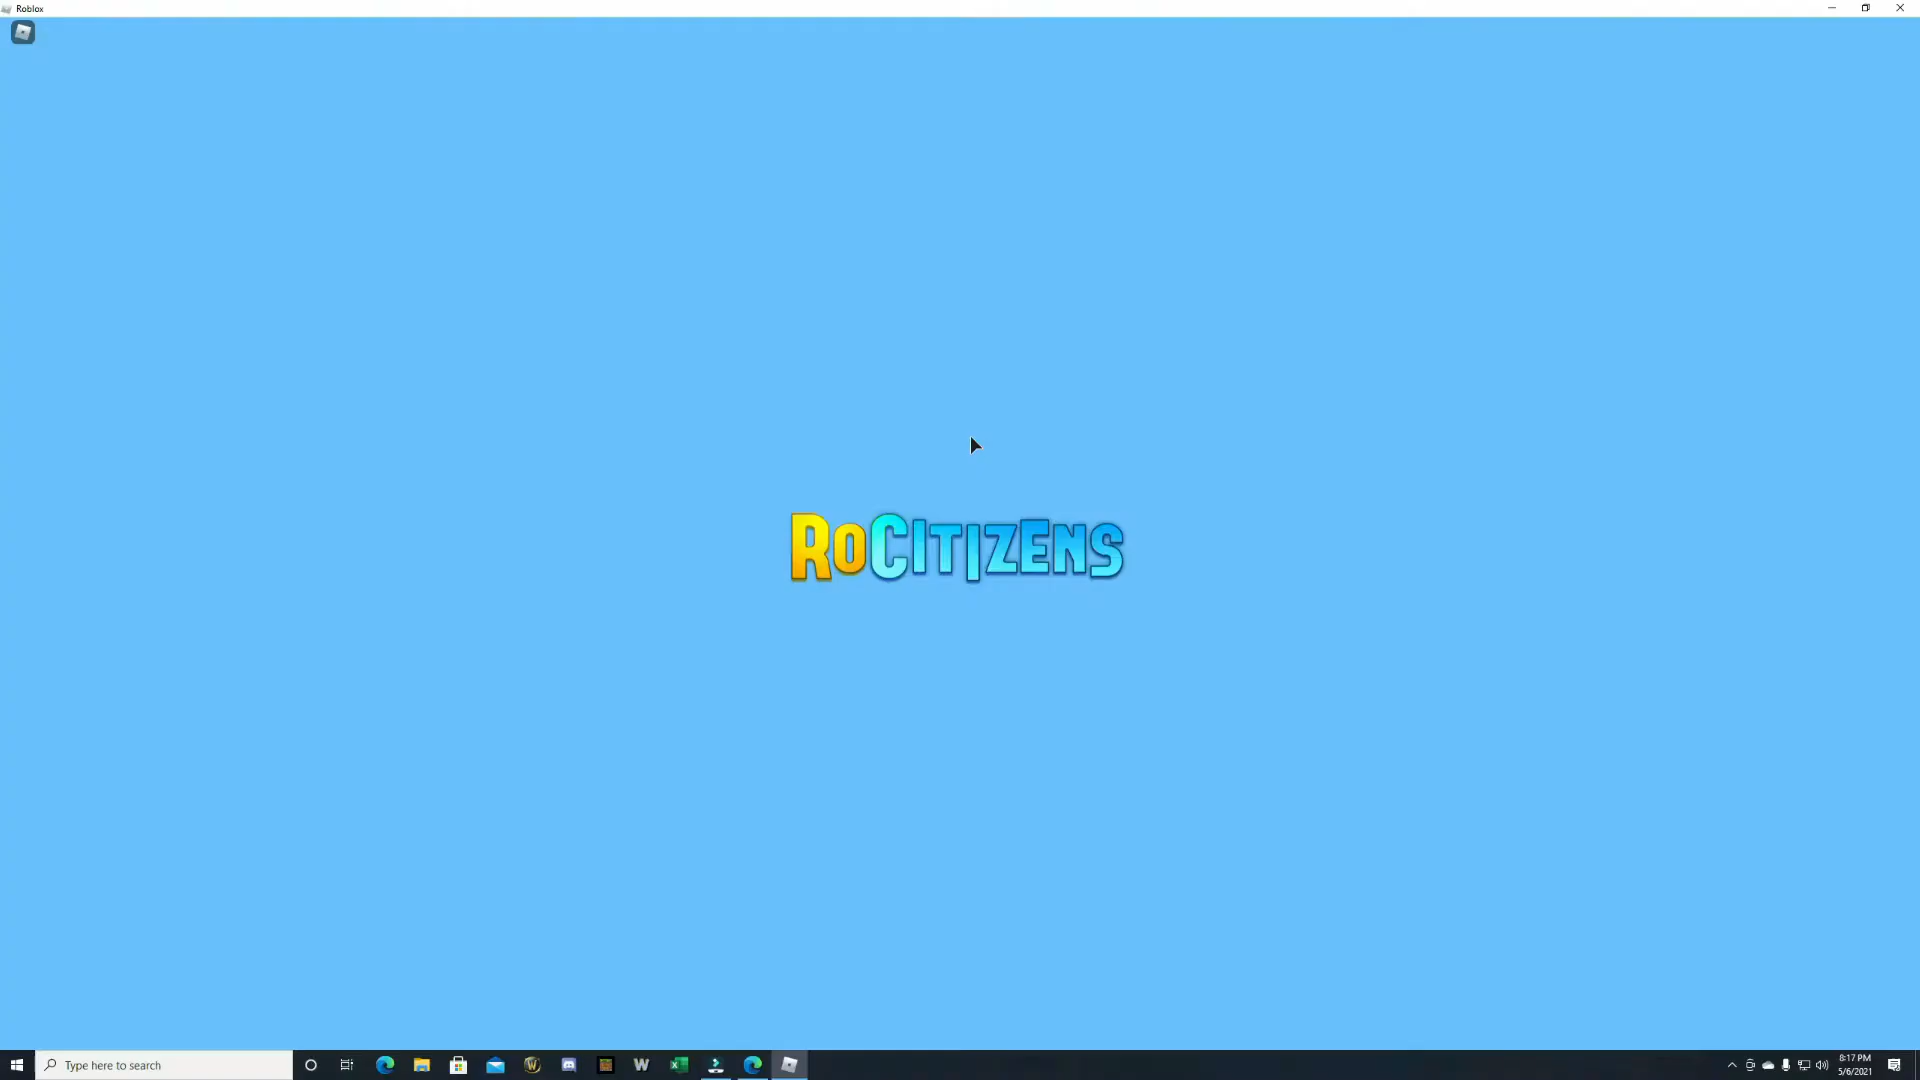 Roblox
RoCitizens
Type here to search
8:17 PM
5/6/2021